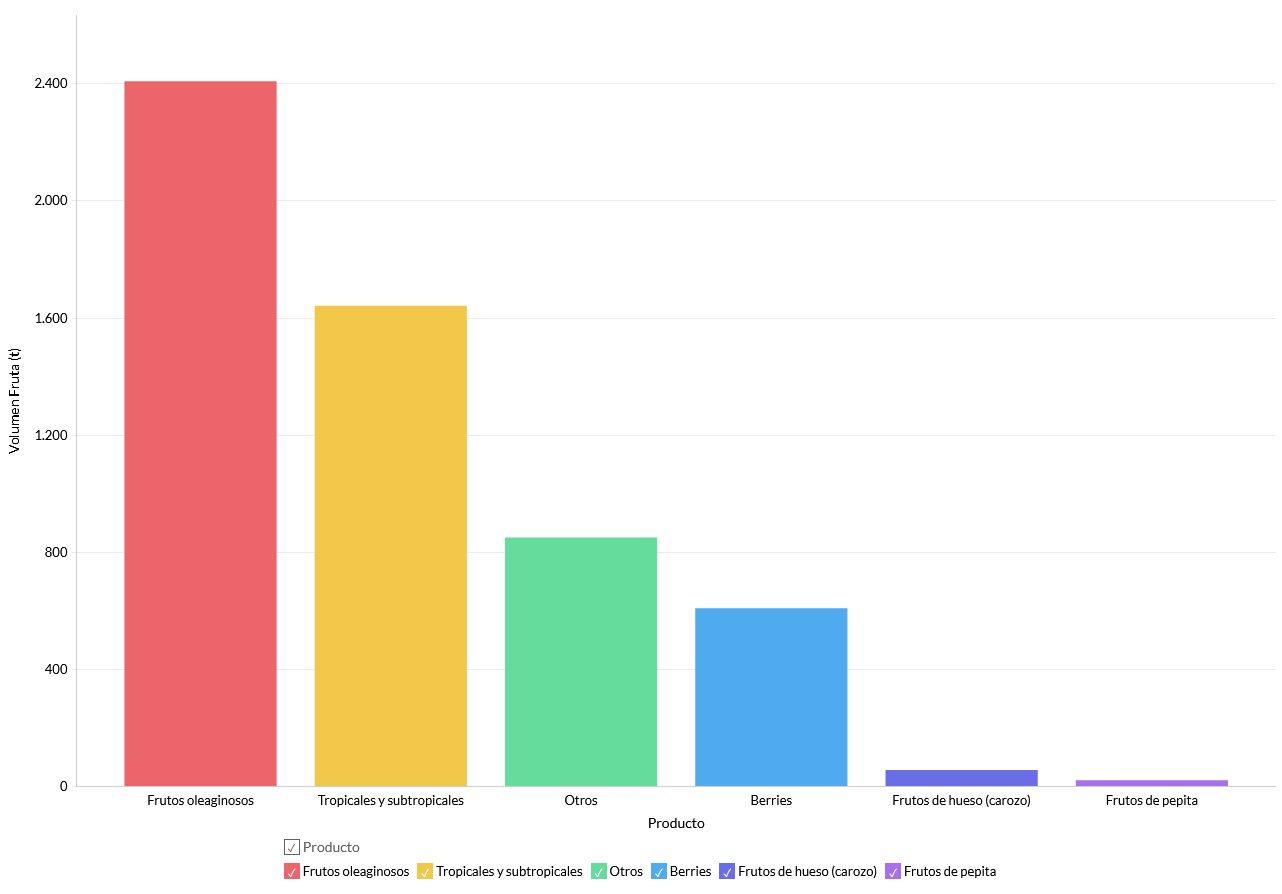 2.400
2.000
1.600
1.200
800
400
0
Volumen Fruta (t)
Frutos oleaginosos
Tropicales y subtropicales
Otros
Berries
Frutos de hueso (carozo)
Frutos de pepita
Producto
Producto
Frutos oleaginosos Tropicales y subtropicales Otros Berries Frutos de hueso (carozo) Frutos de pepita